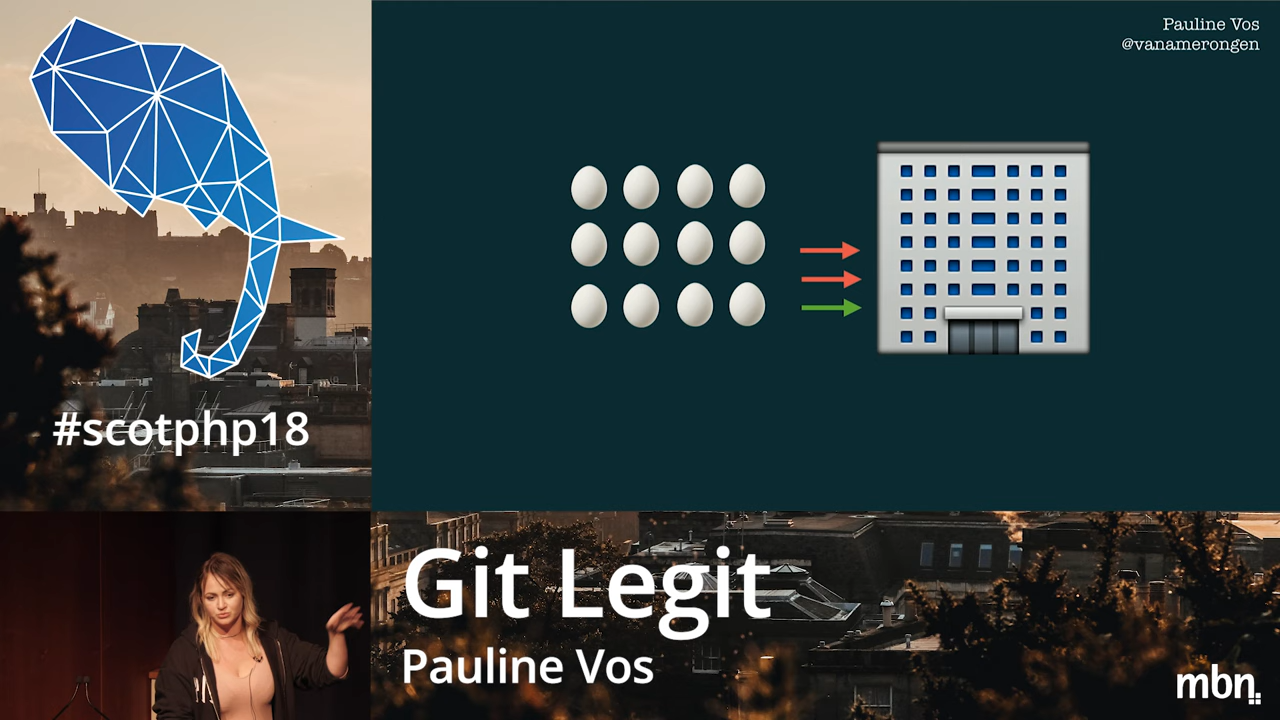 Pauline Vos
@vanamerongen
#scotphp18
Git Legit
Pauline Vos
mbn